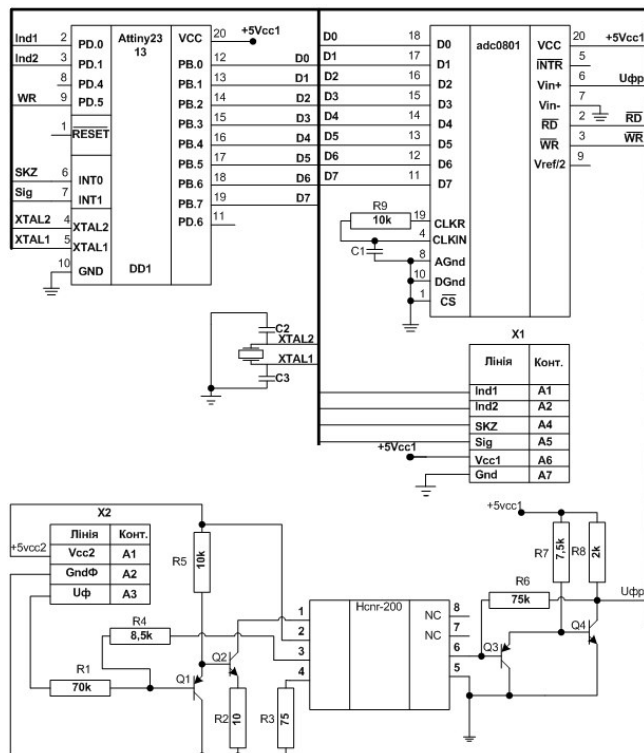 Ind1 2 PD.0 Attiny23 13 VCC 20 +5Vcc1
Ind2 3 PD.1 PB.0 12 D0
8 PD.4 PB.1 13 D1
WR 9 PD.5 PB.2 14 D2
PB.3 15 D3
1 RESET PB.4 16 D4
PB.5 17 D5
SKZ 6 INT0 PB.6 18 D6
Sig 7 INT1 PB.7 19 D7
PD.6 11
XTAL2 4 XTAL2
XTAL1 5 XTAL1
10 GND DD1
D0 18 D0 adc0801 VCC 20 +5Vcc1
D1 17 D1 INTR 5
D2 16 D2 Vin+ 6 Uфр
D3 15 D3 Vin- 7
D4 14 D4 RD 2 RD
D5 13 D5 WR 3 WR
D6 12 D6 Vref/2 9
D7 11 D7
R9 10k 19 CLKR
4 CLKIN
C1 8 AGnd
10 DGnd
1 CS
C2
XTAL2
XTAL1
C3
X1
Лінія Конт.
Ind1 A1
Ind2 A2
SKZ A4
Sig A5
+5Vcc1 Vcc1 A6
Gnd A7
X2
Лінія Конт.
+5vcc2 Vcc2 A1
GndФ A2
Uф A3
R5 10k
R4 8,5k
R1 70k
Q1
Q2
R2 10
R3 75
1 Hcnr-200 NC 8
2 NC 7
3 6
4 5
+5vcc1
R7 7,5k
R8 2k
R6 75k
Uфр
Q3
Q4